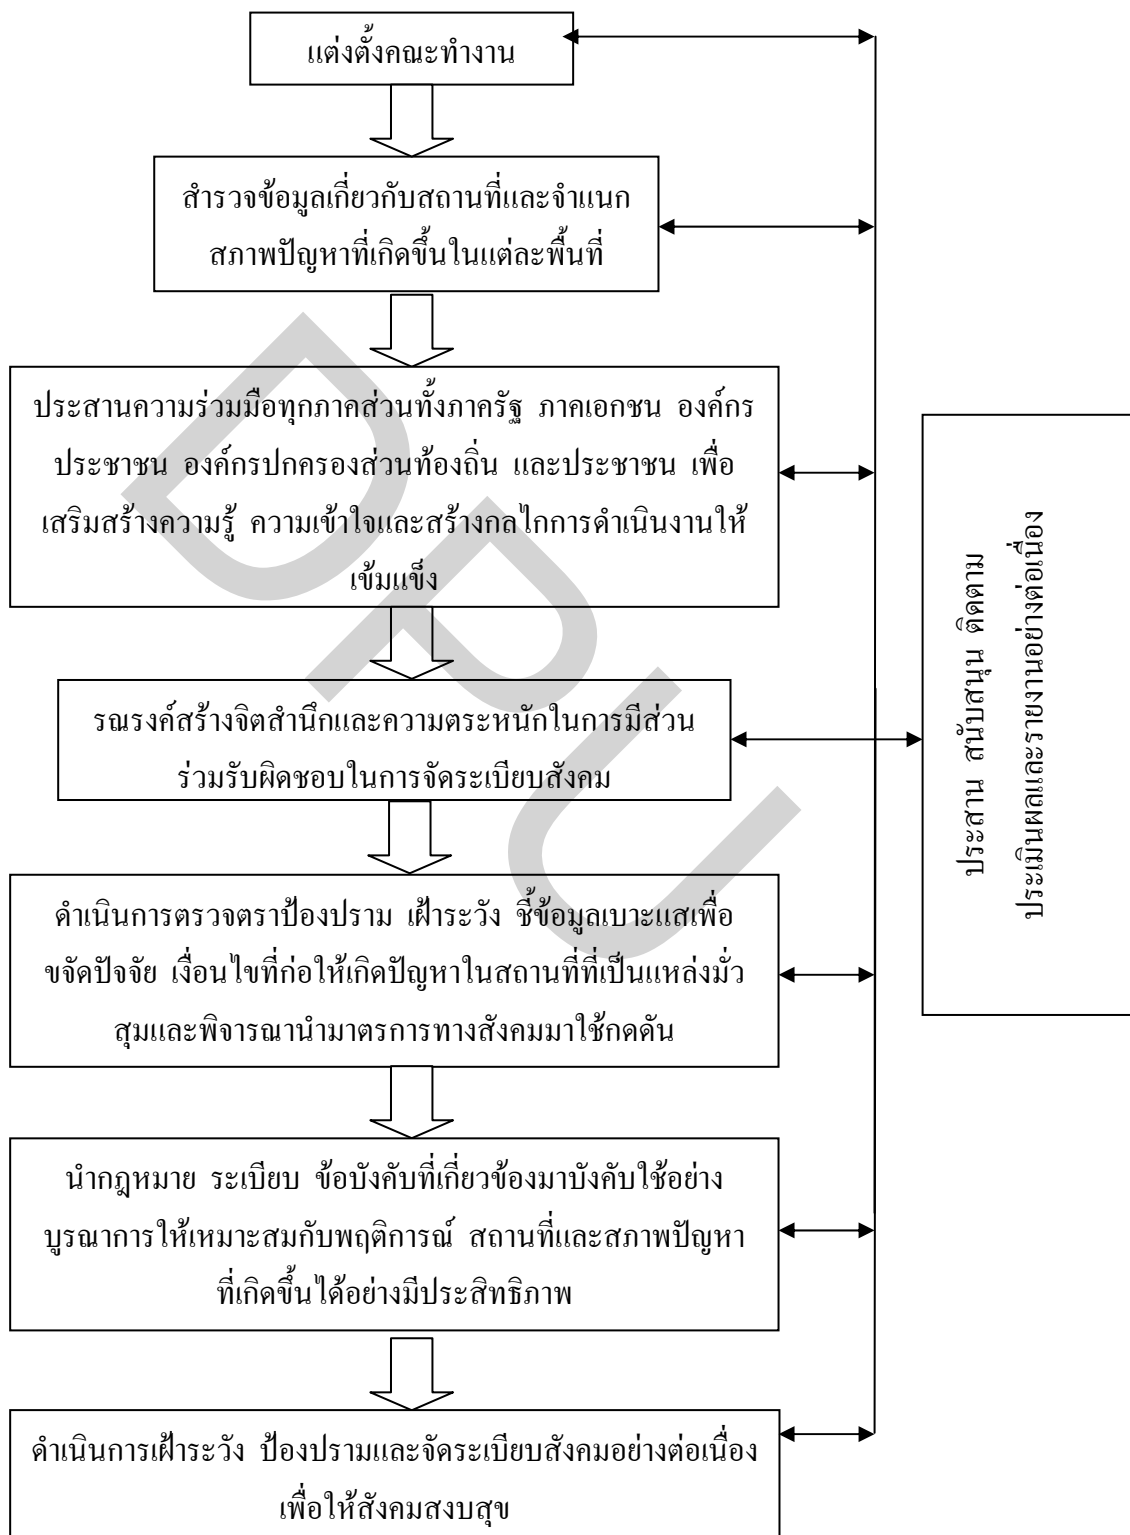 แต่งตั้งคณะทำงาน
สำรวจข้อมูลเกี่ยวกับสถานที่และจำแนก
สภาพปัญหาที่เกิดขึ้นในแต่ละพื้นที่
ประสานความร่วมมือทุกภาคส่วนทั้งภาครัฐ ภาคเอกชน องค์กร
ประชาชน องค์กรปกครองส่วนท้องถิ่น และประชาชน เพื่อ
เสริมสร้างความรู้ ความเข้าใจและสร้างกลไกการดำเนินงานให้
เข้มแข็ง
รณรงค์สร้างจิตสำนึกและความตระหนักในการมีส่วน
ร่วมรับผิดชอบในการจัดระเบียบสังคม
ดำเนินการตรวจตราป้องปราม เฝ้าระวัง ชี้ข้อมูลเบาะแสเพื่อ
ขจัดปัจจัย เงื่อนไขที่ก่อให้เกิดปัญหาในสถานที่ที่เป็นแหล่งมั่ว
สุมและพิจารณานำมาตรการทางสังคมมาใช้กดดัน
นำกฎหมาย ระเบียบ ข้อบังคับที่เกี่ยวข้องมาบังคับใช้อย่าง
บูรณาการให้เหมาะสมกับพฤติการณ์ สถานที่และสภาพปัญหา
ที่เกิดขึ้นได้อย่างมีประสิทธิภาพ
ดำเนินการเฝ้าระวัง ป้องปรามและจัดระเบียบสังคมอย่างต่อเนื่อง
เพื่อให้สังคมสงบสุข
ประสาน สนับสนุน ติดตาม
ประเมินผลและรายงานอย่างต่อเนื่อง
DPU